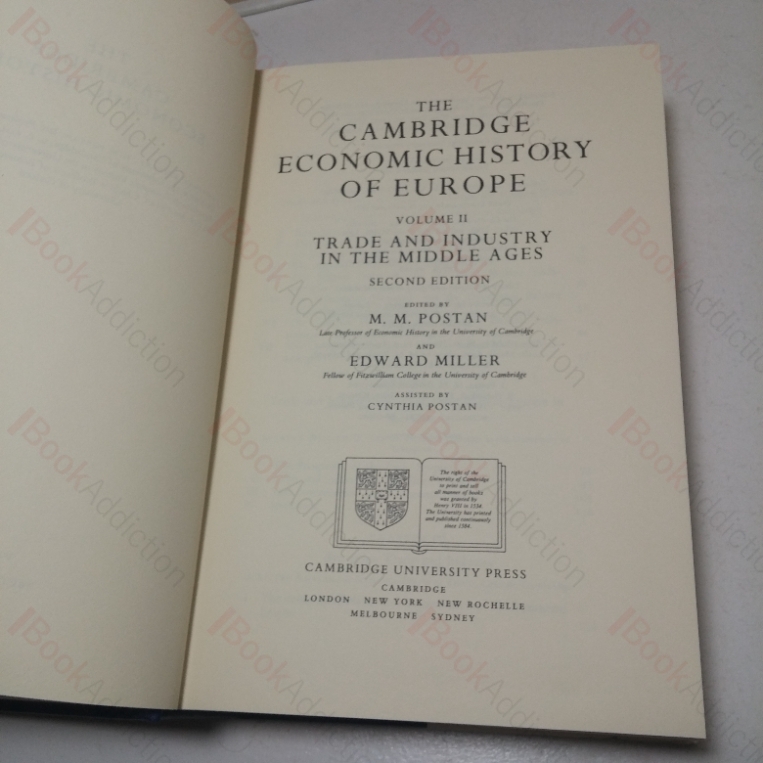 THE
CAMBRIDGE
ECONOMIC HISTORY
OF EUROPE
VOLUME II
TRADE AND INDUSTRY
IN THE MIDDLE AGES
SECOND EDITION
EDITED BY
M. M. POSTAN
Late Professor of Economic History in the University of Cambridge
AND
EDWARD MILLER
Fellow of Fitzwilliam College in the University of Cambridge
ASSISTED BY
CYNTHIA POSTAN
The right of the
University of Cambridge
to print and sell
all manner of books
was granted by
Henry VIII in 1534.
The University has printed
and published continuously
since 1584.
CAMBRIDGE UNIVERSITY PRESS
CAMBRIDGE
LONDON NEW YORK NEW ROCHELLE
MELBOURNE SYDNEY
BookAddiction